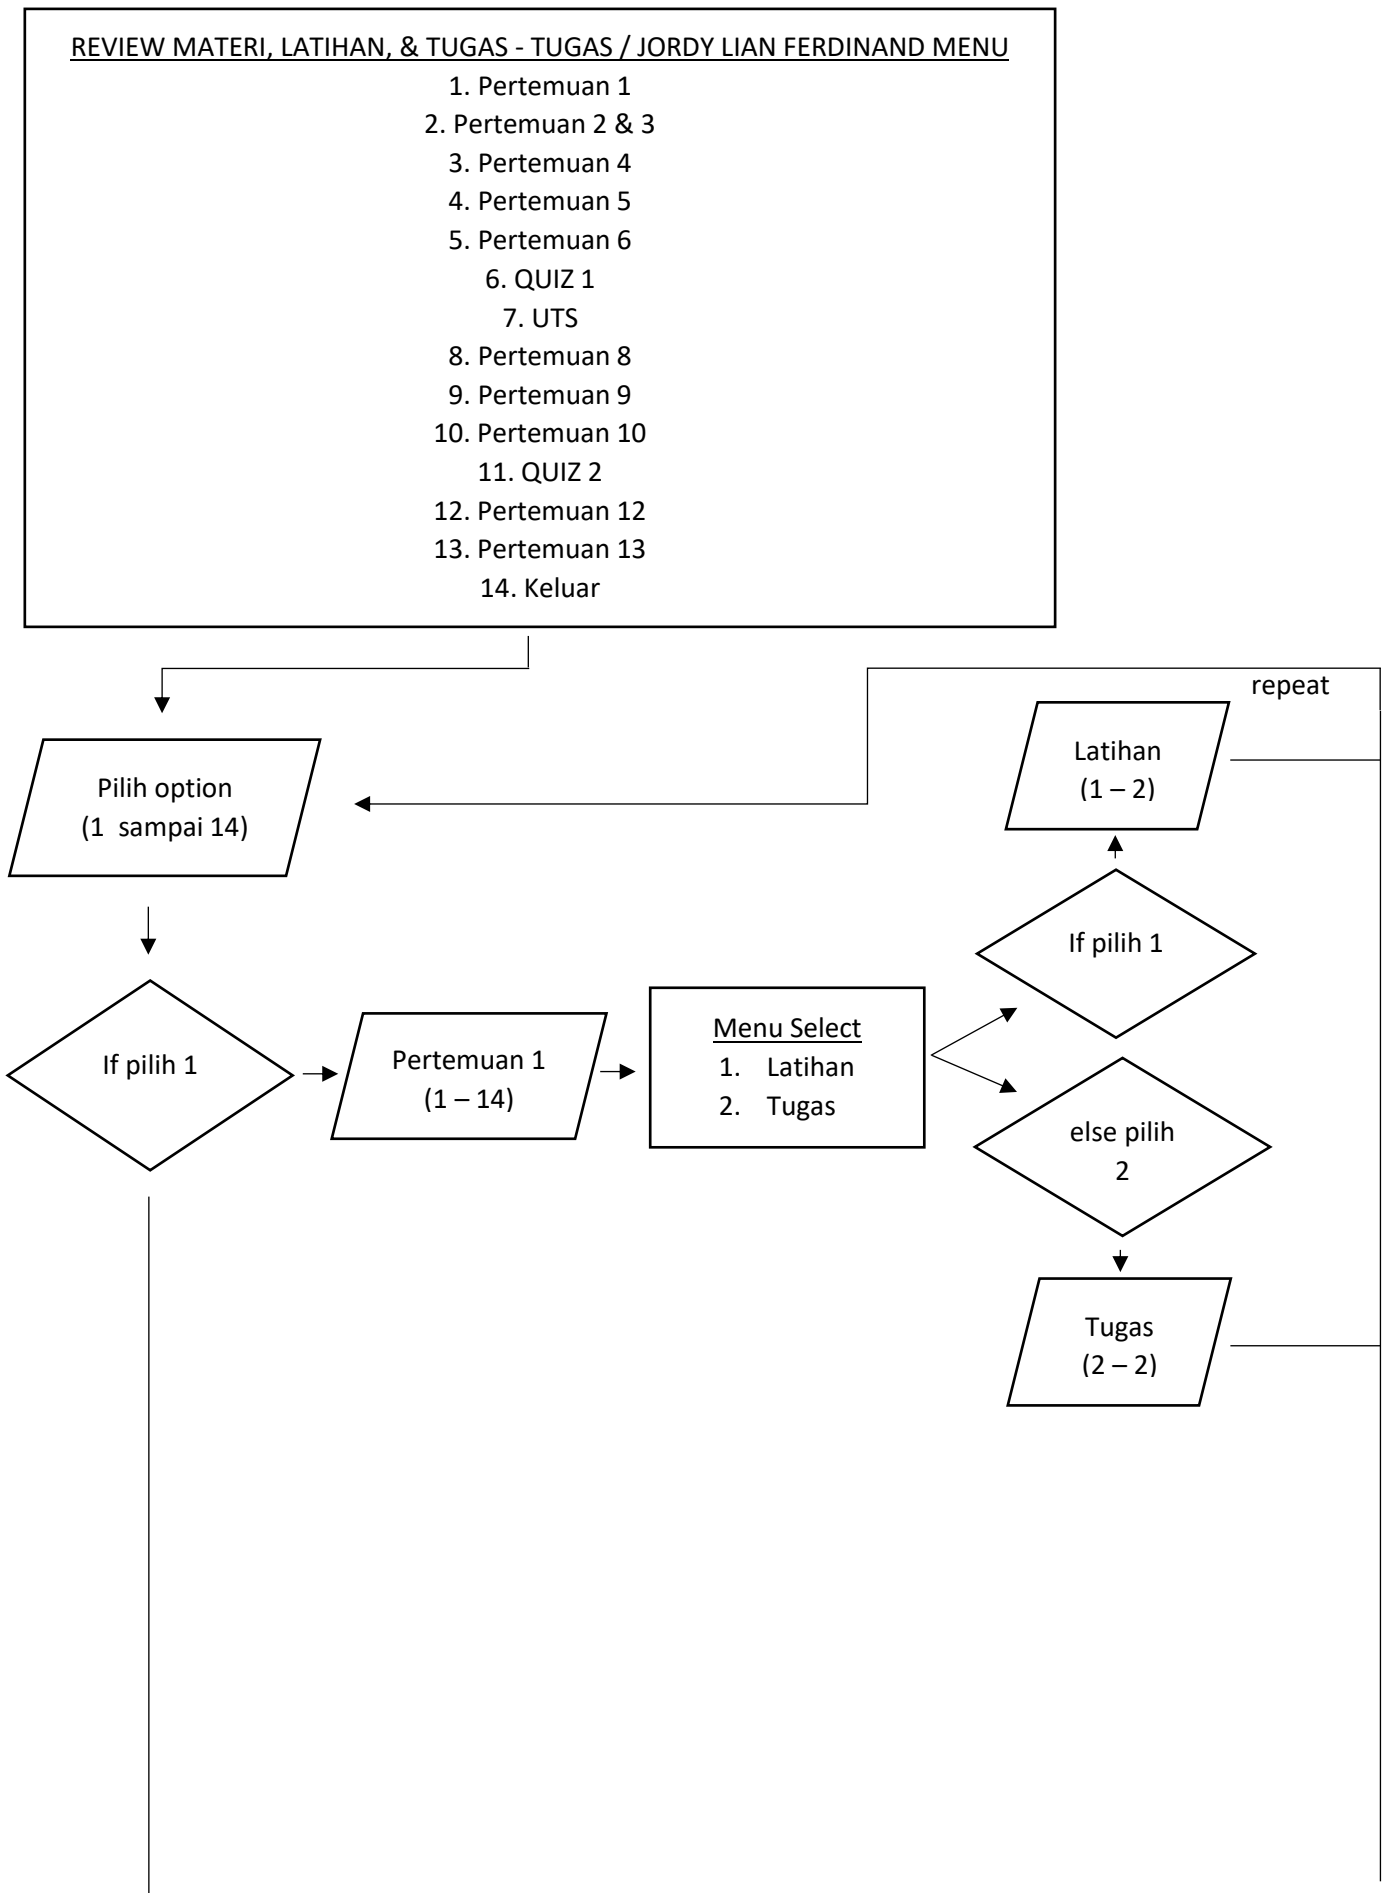 REVIEW MATERI, LATIHAN, & TUGAS - TUGAS / JORDY LIAN FERDINAND MENU
1. Pertemuan 1
2. Pertemuan 2 & 3
3. Pertemuan 4
4. Pertemuan 5
5. Pertemuan 6
6. QUIZ 1
7. UTS
8. Pertemuan 8
9. Pertemuan 9
10. Pertemuan 10
11. QUIZ 2
12. Pertemuan 12
13. Pertemuan 13
14. Keluar
repeat
Latihan
(1 – 2)
Pilih option
(1  sampai 14)
If pilih 1
If pilih 1
Pertemuan 1
(1 – 14)
Menu Select
1. Latihan
2. Tugas
else pilih
2
Tugas
(2 – 2)